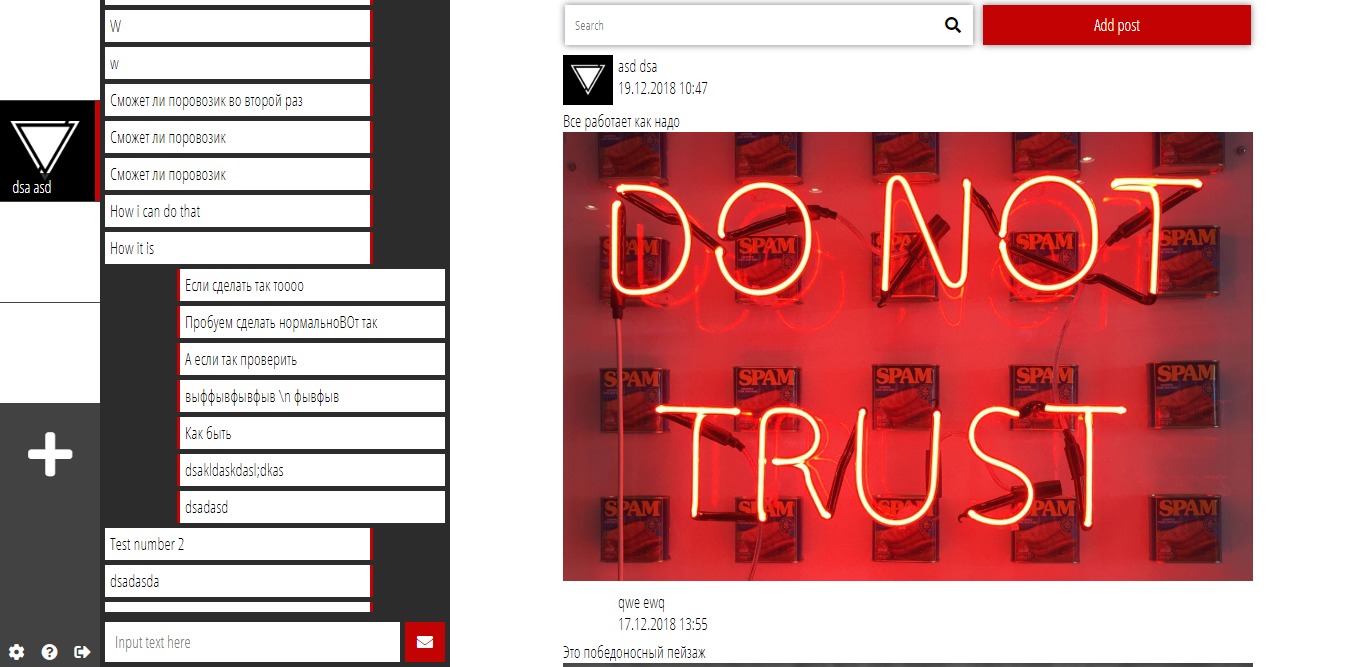 W
w
Сможет ли поровозик во второй раз
Сможет ли поровозик
Сможет ли поровозик
How i can do that
How it is
Если сделать так тоооо
Пробуем сделать нормальноВОт так
А если так проверить
выффывфывфыв \n фывфыв
Как быть
dsakldaskdasl;dkas
dsadasd
Test number 2
dsadasda
Input text here
dsa asd
Search
Add post
asd dsa
19.12.2018 10:47
Все работает как надо
DO NOT
TRUST
SPAM SPAM SPAM SPAM SPAM
SPAM SPAM SPAM SPAM SPAM
SPAM SPAM SPAM SPAM SPAM
qwe ewq
17.12.2018 13:55
Это победоносный пейзаж